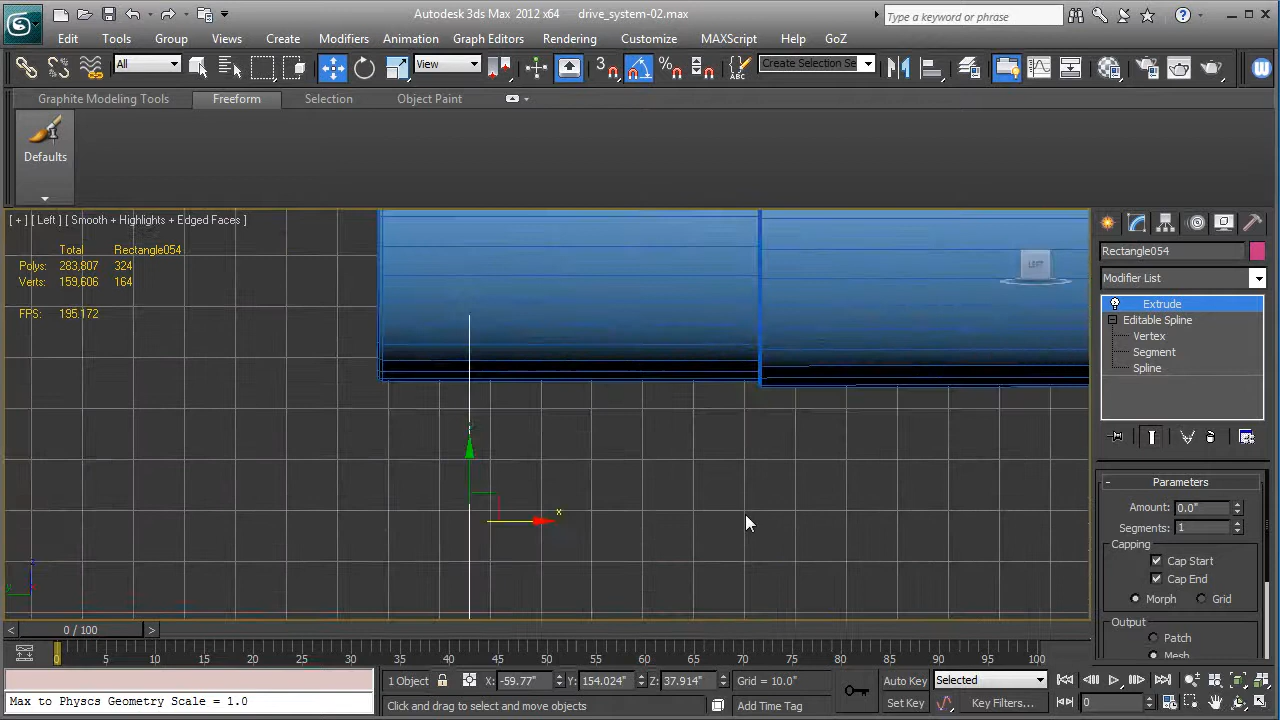 Autodesk 3ds Max 2012 x64 drive_system-02.max
Type a keyword or phrase
Edit Tools Group Views Create Modifiers Animation Graph Editors Rendering Customize MAXScript Help GoZ
All View 3 Create Selection Se
Graphite Modeling Tools Freeform Selection Object Paint
Defaults
[ + ] [ Left ] [ Smooth + Highlights + Edged Faces ]
Total Rectangle054
Polys: 283,807 324
Verts: 159,606 164
FPS: 195.172
LEFT
x
Rectangle054
Modifier List
Extrude
Editable Spline
Vertex
Segment
Spline
- Parameters
Amount: 0.0"
Segments: 1
Capping
Cap Start
Cap End
Morph Grid
Output
Patch
Mesh
< 0 / 100 >
0 5 10 15 20 25 30 35 40 45 50 55 60 65 70 75 80 85 90 95 100
1 Object X: -59.77" Y: 154.024" Z: 37.914" Grid = 10.0" Auto Key Selected
Max to Physcs Geometry Scale = 1.0
Click and drag to select and move objects Add Time Tag Set Key Key Filters... 0